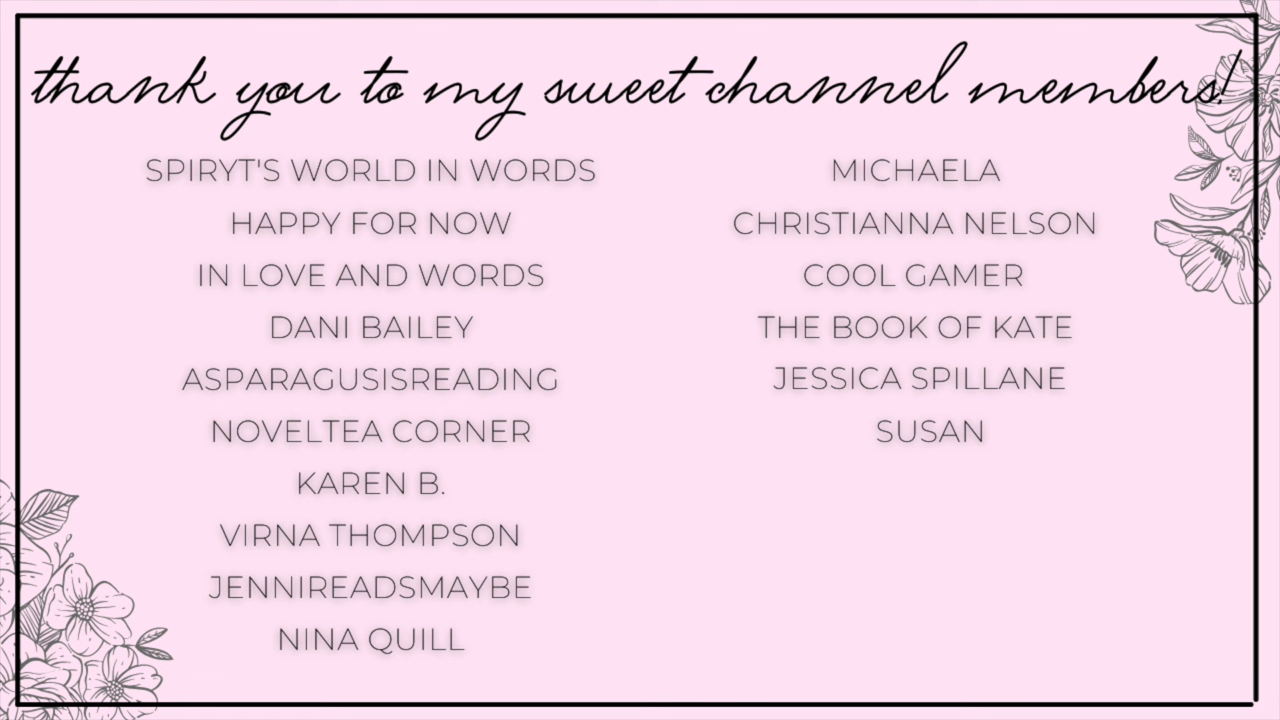 thank you to my sweet channel members!
SPIRYT'S WORLD IN WORDS
HAPPY FOR NOW
IN LOVE AND WORDS
DANI BAILEY
ASPARAGUSISREADING
NOVELTEA CORNER
KAREN B.
VIRNA THOMPSON
JENNIREADSMAYBE
NINA QUILL
MICHAELA
CHRISTIANNA NELSON
COOL GAMER
THE BOOK OF KATE
JESSICA SPILLANE
SUSAN